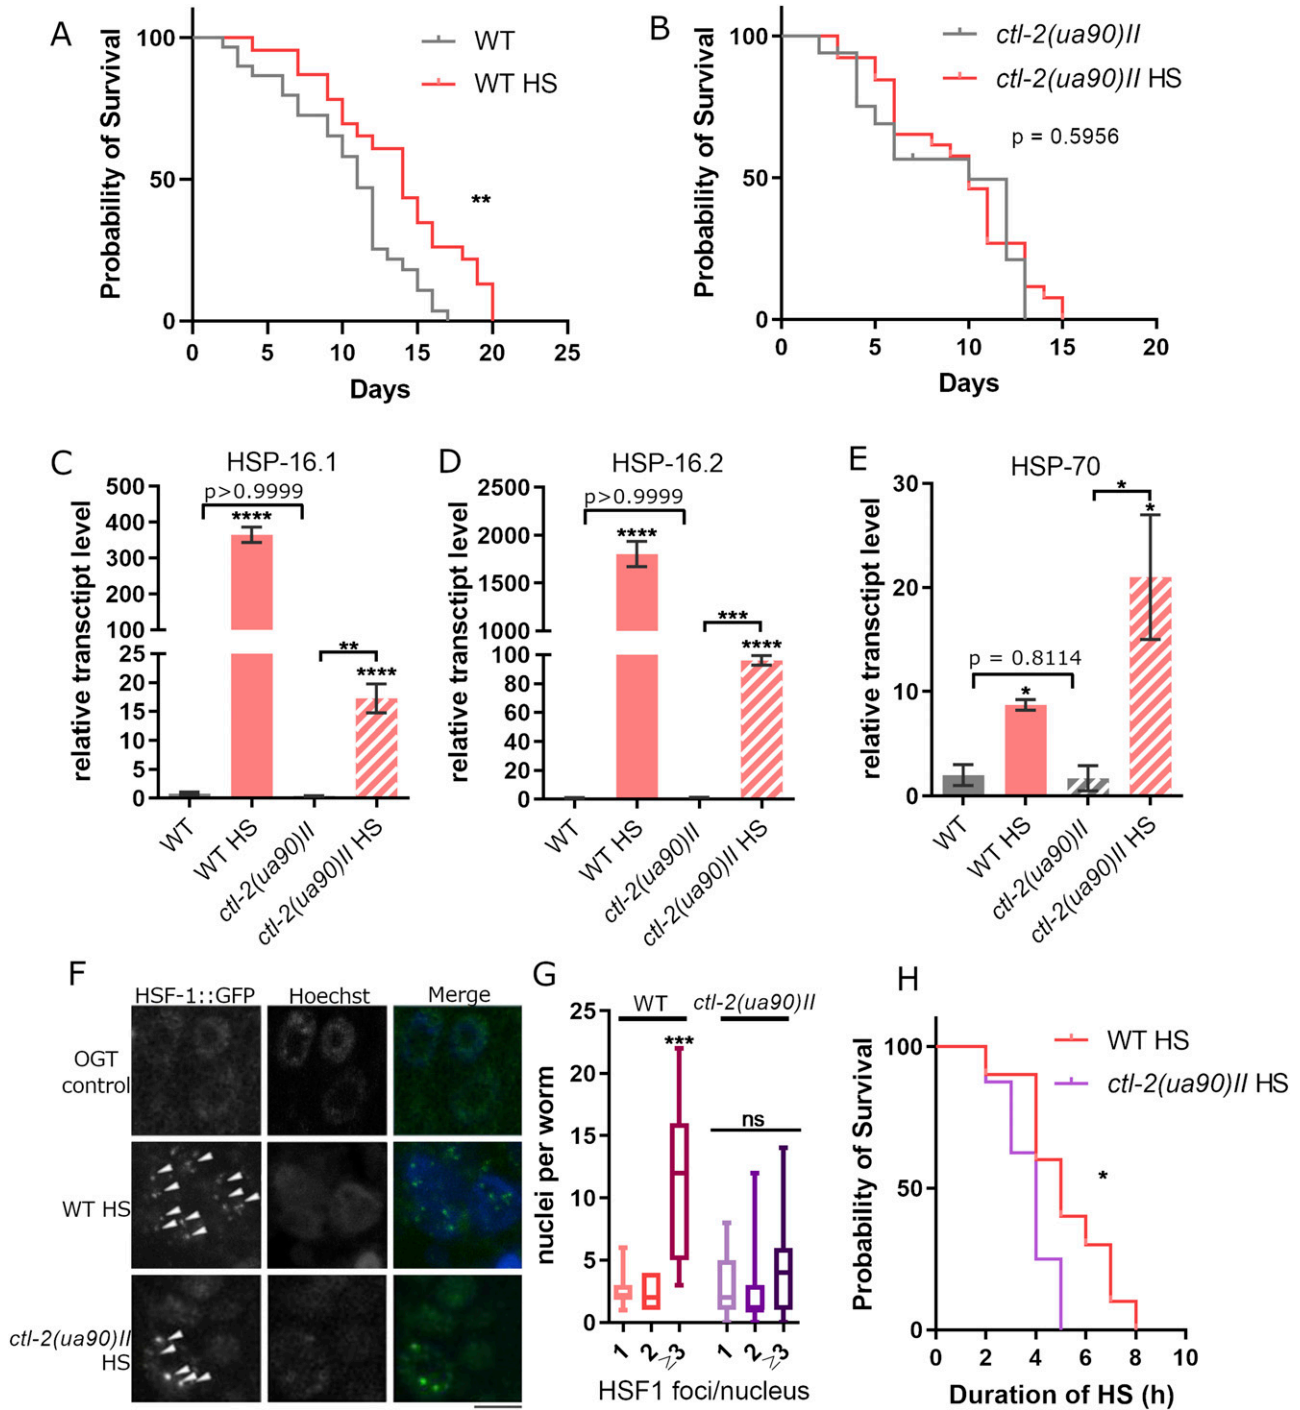 A
Probability of Survival
100
50
0
0 5 10 15 20 25
Days
WT
WT HS
**
B
Probability of Survival
100
50
0
0 5 10 15 20
Days
ctl-2(ua90)II
ctl-2(ua90)II HS
p = 0.5956
C
HSP-16.1
relative transctipt level
500
400
300
200
100
25
20
15
10
5
0
p>0.9999
****
**
****
WT
WT HS
ctl-2(ua90)II
ctl-2(ua90)II HS
D
HSP-16.2
relative transctipt level
2500
2000
1500
1000
100
80
60
40
20
0
p>0.9999
****
***
****
WT
WT HS
ctl-2(ua90)II
ctl-2(ua90)II HS
E
HSP-70
relative transctipt level
30
20
10
0
p = 0.8114
*
*
*
WT
WT HS
ctl-2(ua90)II
ctl-2(ua90)II HS
F
HSF-1::GFP Hoechst Merge
OGT
control
WT HS
ctl-2(ua90)II
HS
G
WT ctl-2(ua90)II
nuclei per worm
25
20
15
10
5
0
***
ns
1 2 ≥3 1 2 ≥3
HSF1 foci/nucleus
H
Probability of Survival
100
50
0
0 2 4 6 8 10
Duration of HS (h)
WT HS
ctl-2(ua90)II HS
*